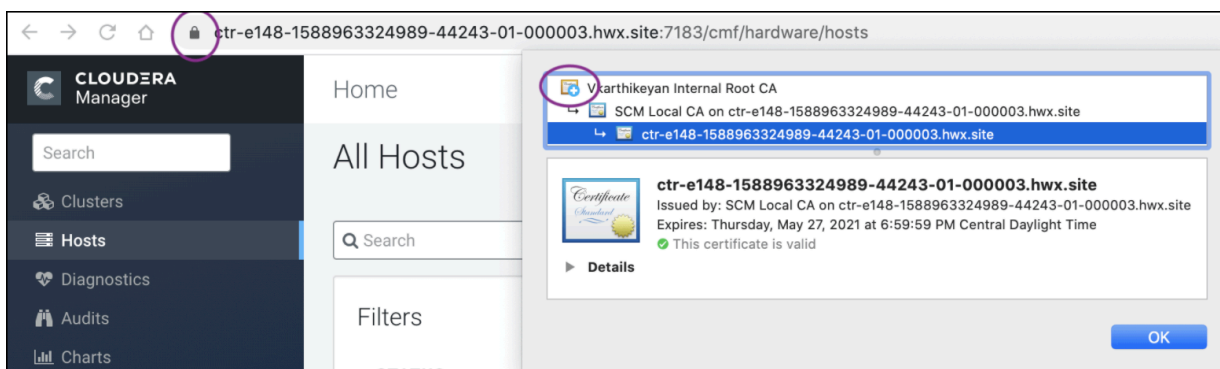 ctr-e148-1588963324989-44243-01-000003.hwx.site:7183/cmf/hardware/hosts
CLOUDERA
Manager
Search
Clusters
Hosts
Diagnostics
Audits
Charts
Home
All Hosts
Search
Filters
Vkarthikeyan Internal Root CA
SCM Local CA on ctr-e148-1588963324989-44243-01-000003.hwx.site
ctr-e148-1588963324989-44243-01-000003.hwx.site
Certificate
Standard
ctr-e148-1588963324989-44243-01-000003.hwx.site
Issued by: SCM Local CA on ctr-e148-1588963324989-44243-01-000003.hwx.site
Expires: Thursday, May 27, 2021 at 6:59:59 PM Central Daylight Time
This certificate is valid
Details
OK